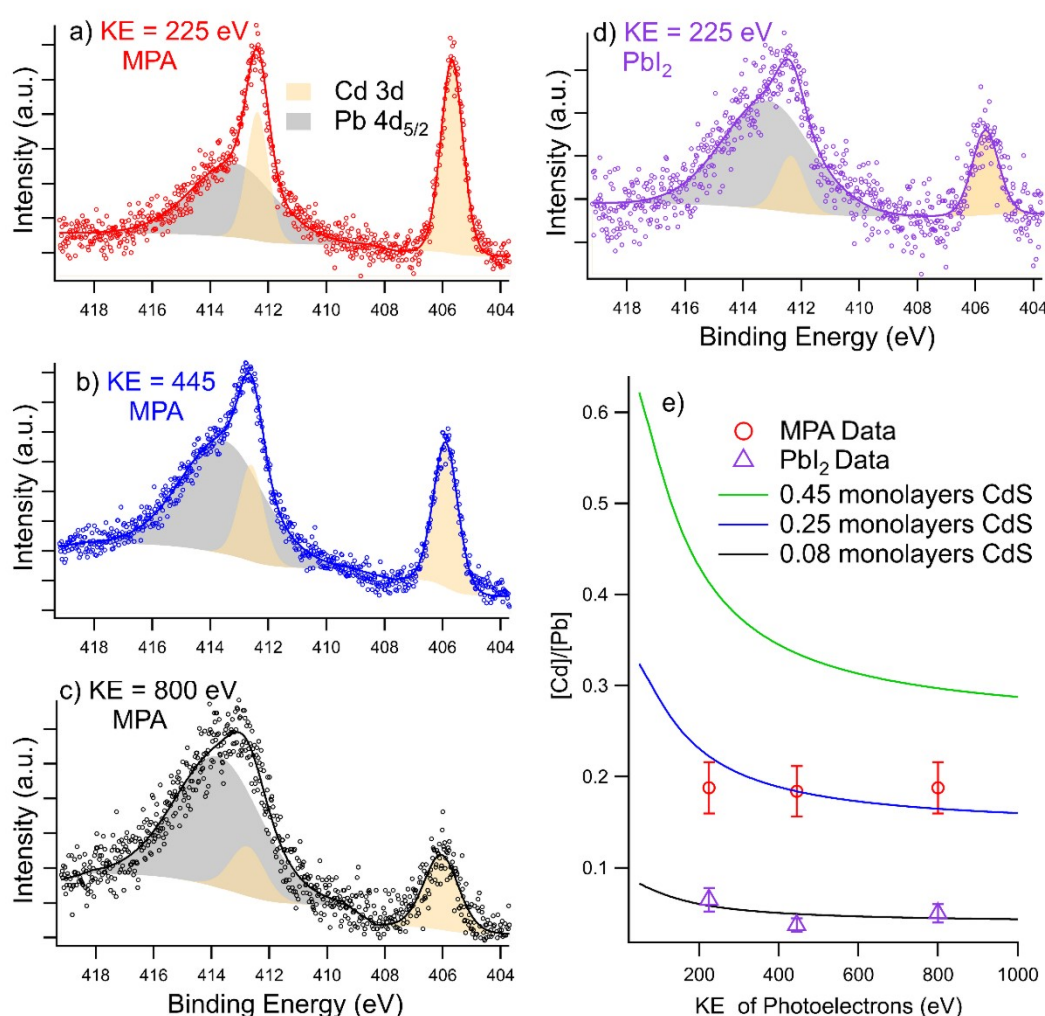 a) KE = 225 eV
MPA
Cd 3d
Pb 4d5/2
Intensity (a.u.)
418 416 414 412 410 408 406 404
b) KE = 445
MPA
Intensity (a.u.)
418 416 414 412 410 408 406 404
c) KE = 800 eV
MPA
Intensity (a.u.)
418 416 414 412 410 408 406 404
Binding Energy (eV)
d) KE = 225 eV
PbI2
Intensity (a.u.)
418 416 414 412 410 408 406 404
Binding Energy (eV)
e)
MPA Data
PbI2 Data
0.45 monolayers CdS
0.25 monolayers CdS
0.08 monolayers CdS
[Cd]/[Pb]
0.6
0.5
0.4
0.3
0.2
0.1
200 400 600 800 1000
KE of Photoelectrons (eV)